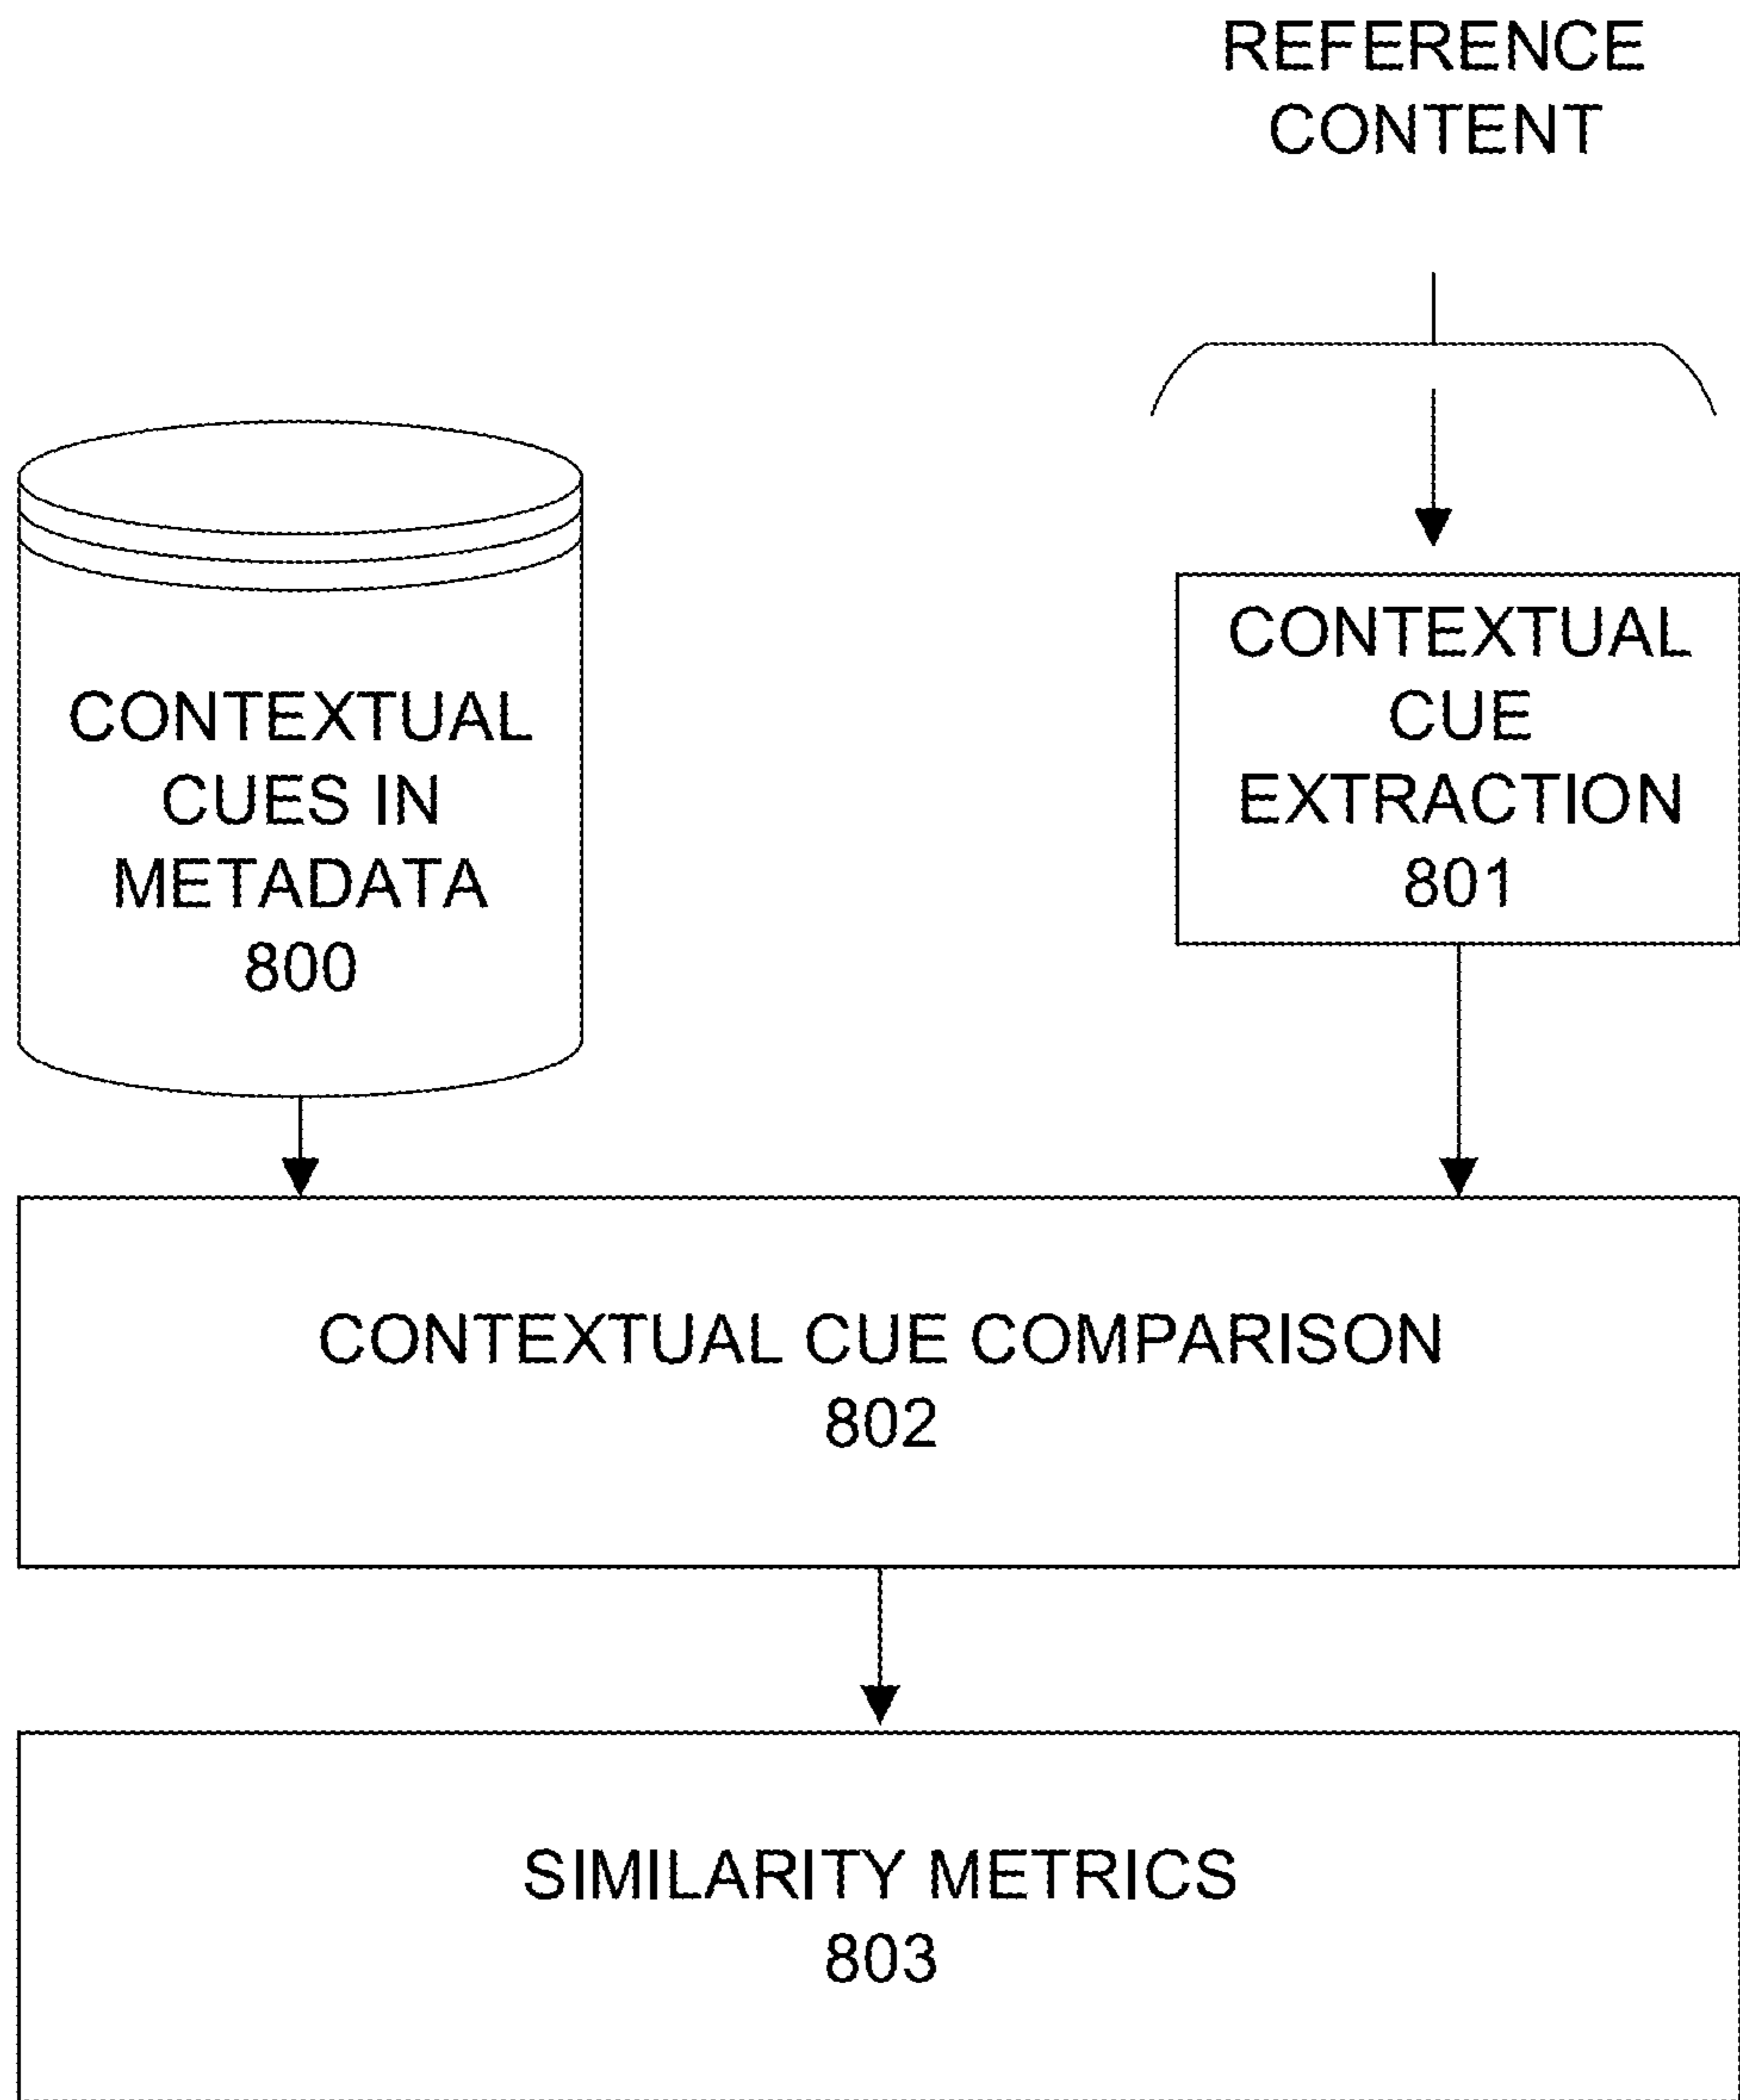 REFERENCE
CONTENT
CONTEXTUAL
CUES IN
METADATA
800
CONTEXTUAL
CUE
EXTRACTION
801
CONTEXTUAL CUE COMPARISON
802
SIMILARITY METRICS
803